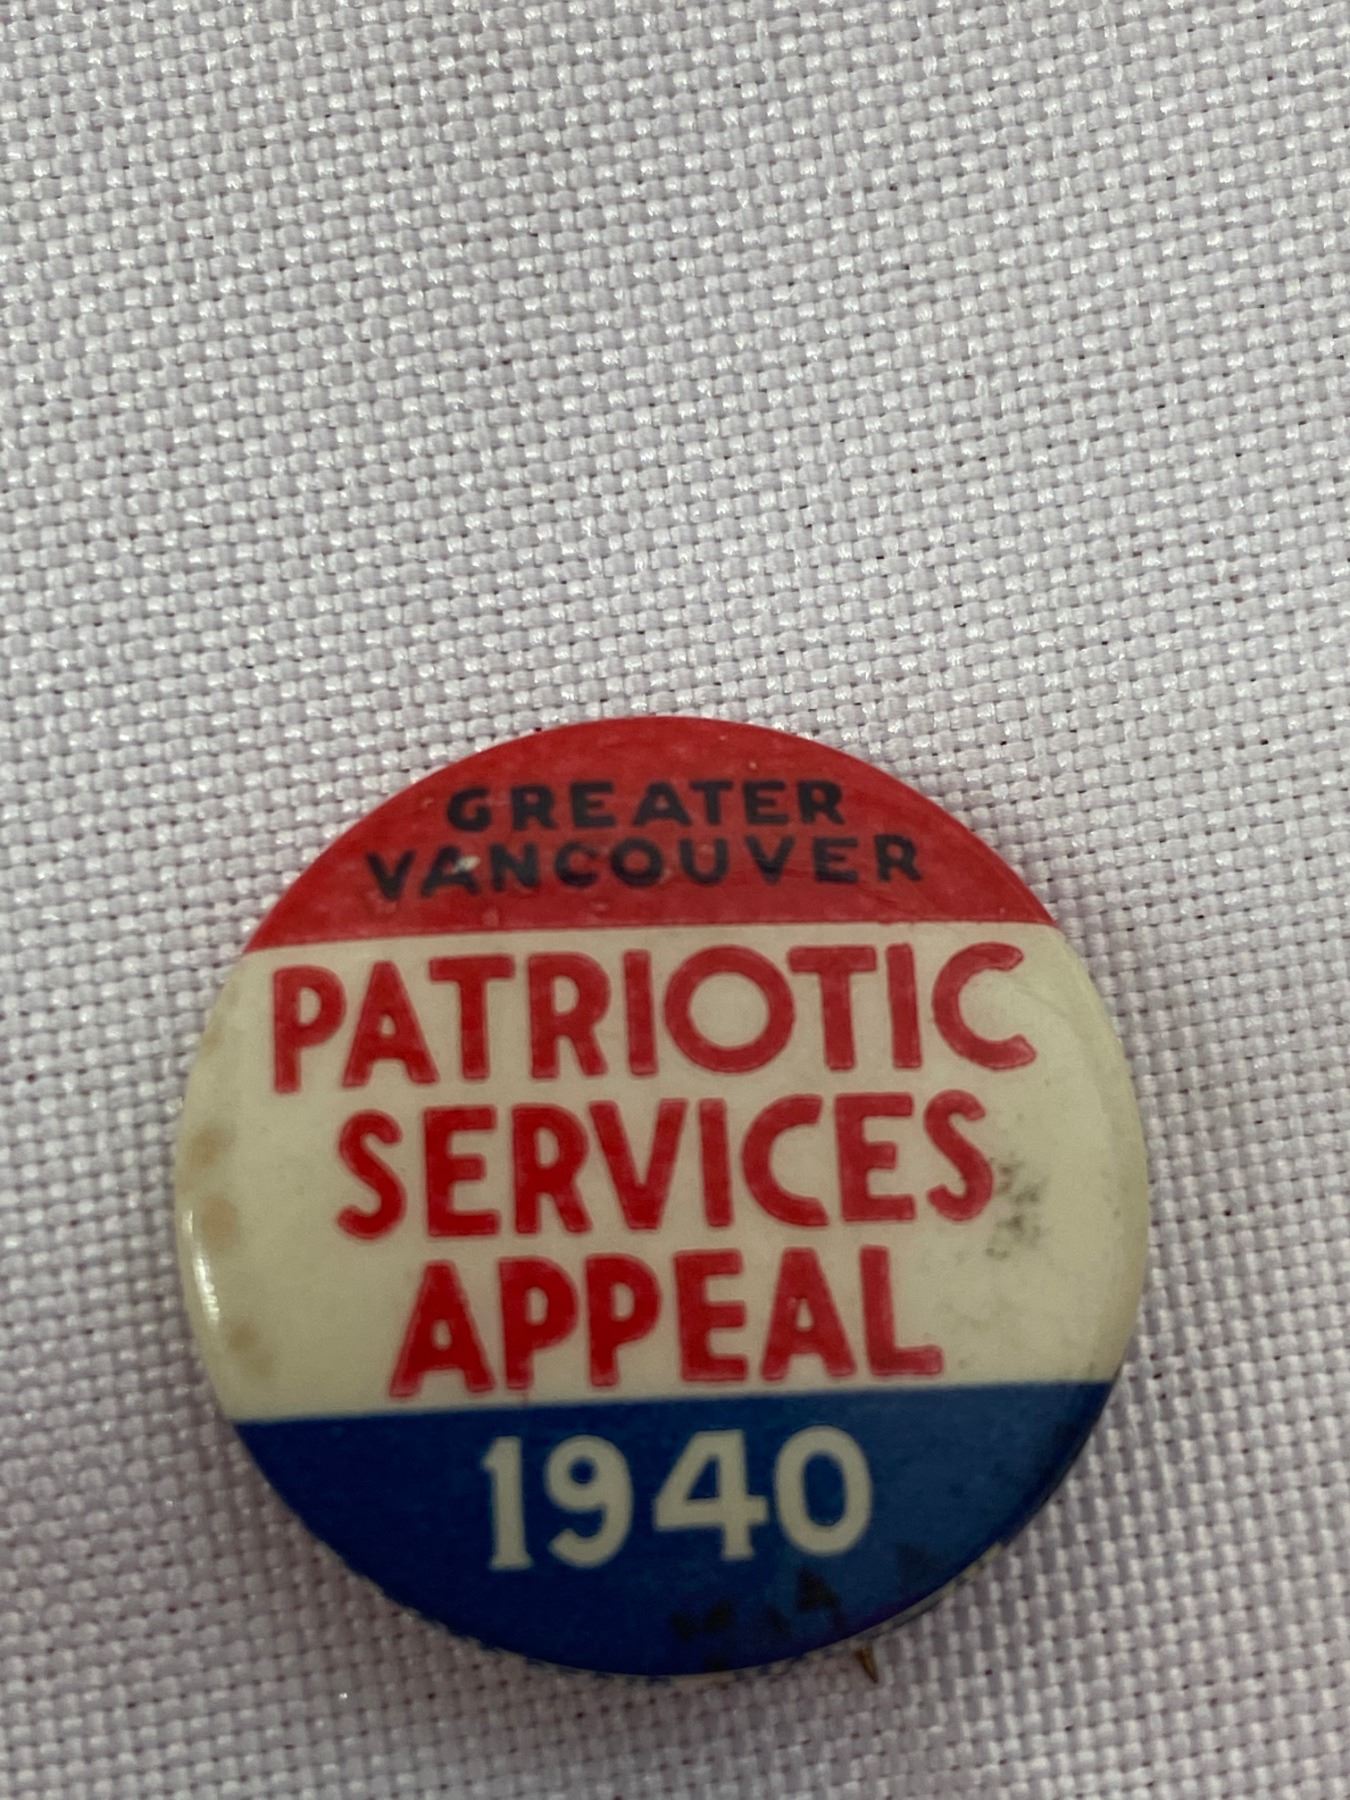 GREATER
VANCOUVER
PATRIOTIC
SERVICES
APPEAL
1940